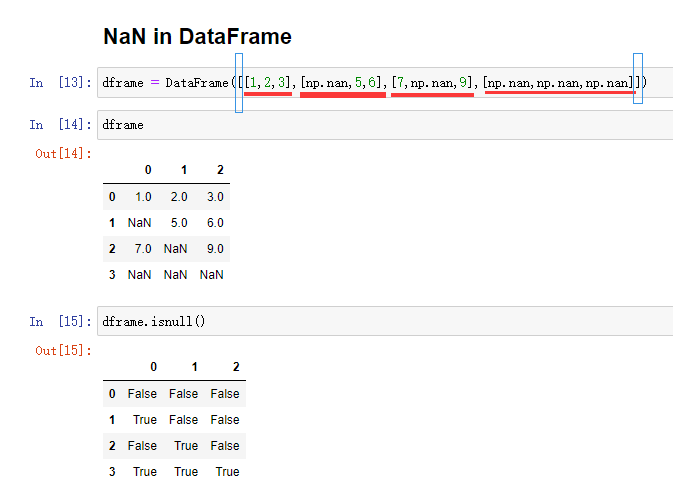 NaN in DataFrame
In [13]: dframe = DataFrame([[1,2,3],[np.nan,5,6],[7,np.nan,9],[np.nan,np.nan,np.nan]])
In [14]: dframe
Out[14]:
0 1 2
0 1.0 2.0 3.0
1 NaN 5.0 6.0
2 7.0 NaN 9.0
3 NaN NaN NaN
In [15]: dframe.isnull()
Out[15]:
0 1 2
0 False False False
1 True False False
2 False True False
3 True True True